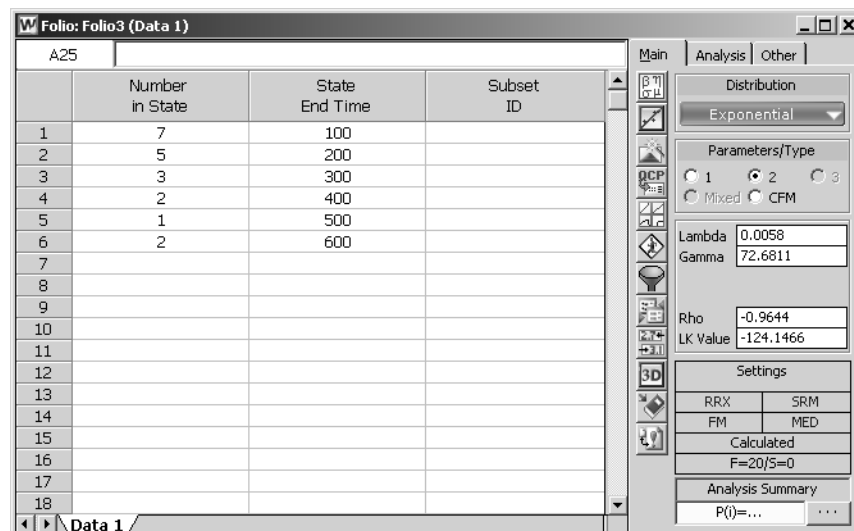 Folio: Folio3 (Data 1)
A25
Main Analysis Other
Number in State
State End Time
Subset ID
1 7 100
2 5 200
3 3 300
4 2 400
5 1 500
6 2 600
7
8
9
10
11
12
13
14
15
16
17
18
Data 1
βη
σμ
QCP
3D
Distribution
Exponential
Parameters/Type
1 2 3
Mixed CFM
Lambda 0.0058
Gamma 72.6811
Rho -0.9644
LK Value -124.1466
Settings
RRX SRM
FM MED
Calculated
F=20/S=0
Analysis Summary
P(i)=... ...